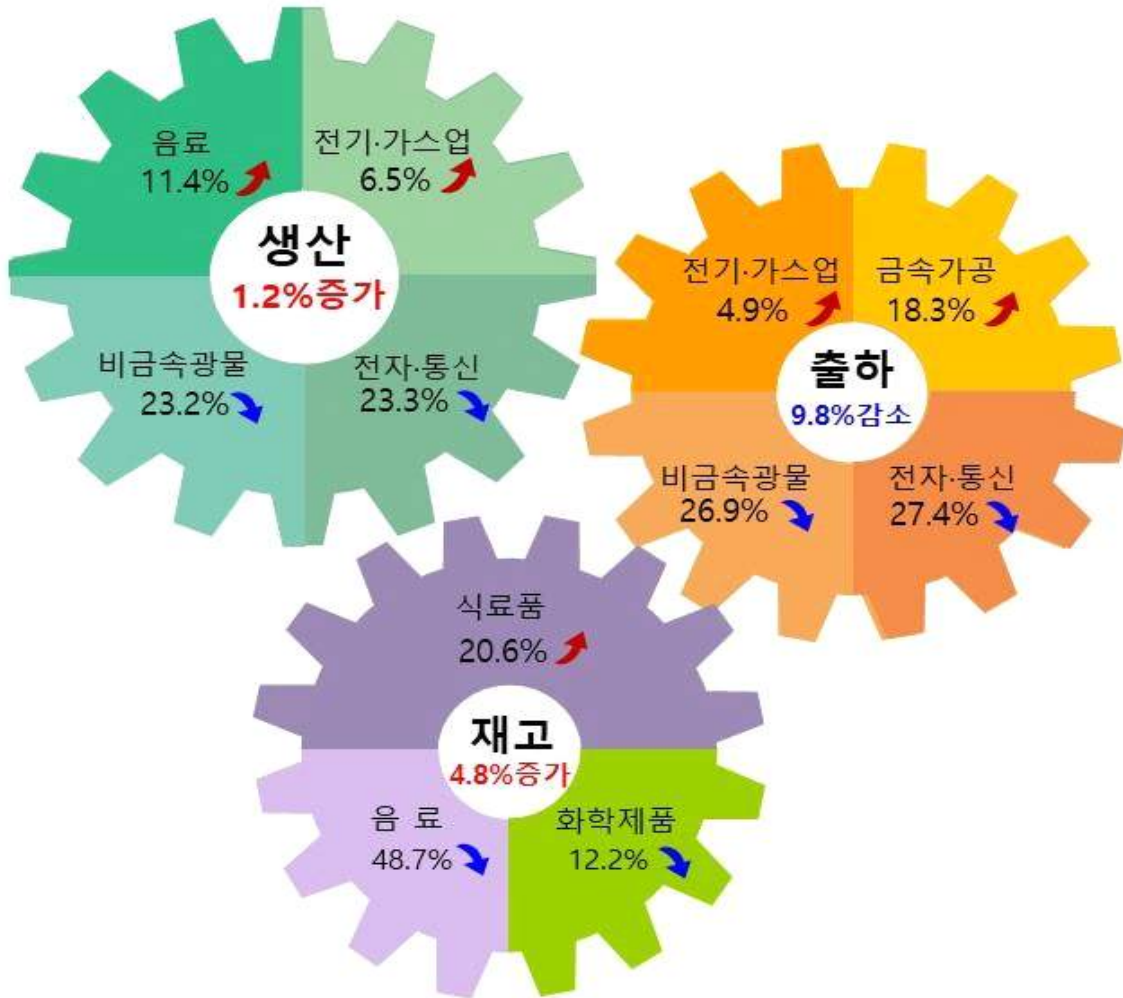 음료
11.4%
전기·가스업
6.5%
생산
1.2%증가
비금속광물
23.2%
전자·통신
23.3%
전기·가스업
4.9%
금속가공
18.3%
출하
9.8%감소
비금속광물
26.9%
전자·통신
27.4%
식료품
20.6%
재고
4.8%증가
음 료
48.7%
화학제품
12.2%